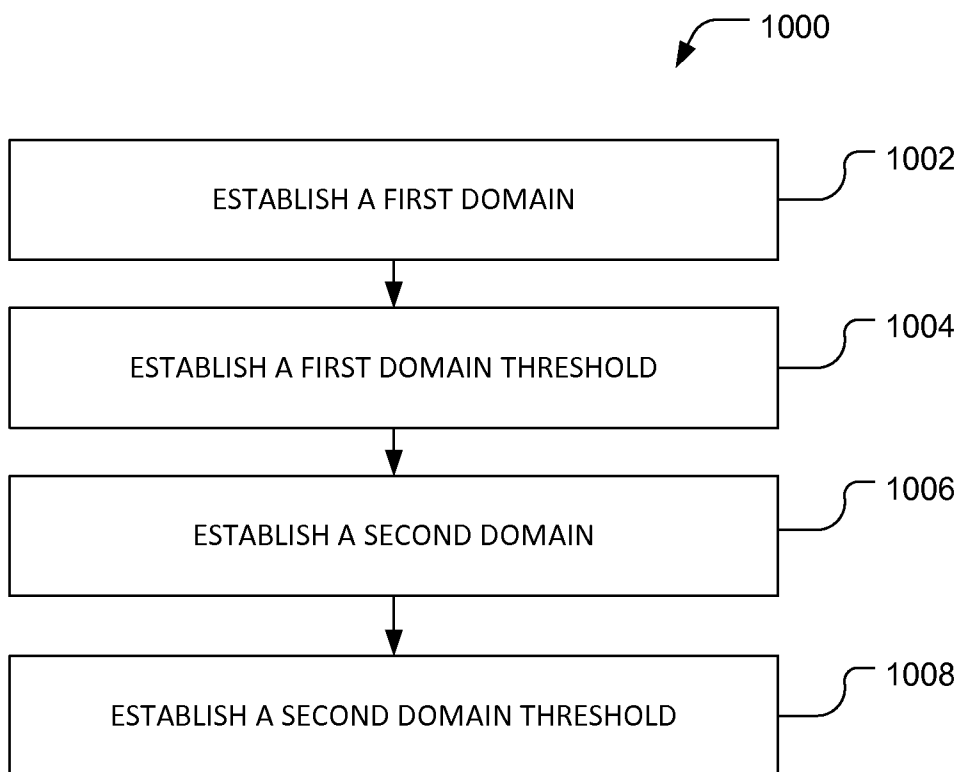 1000
ESTABLISH A FIRST DOMAIN
1002
ESTABLISH A FIRST DOMAIN THRESHOLD
1004
ESTABLISH A SECOND DOMAIN
1006
ESTABLISH A SECOND DOMAIN THRESHOLD
1008